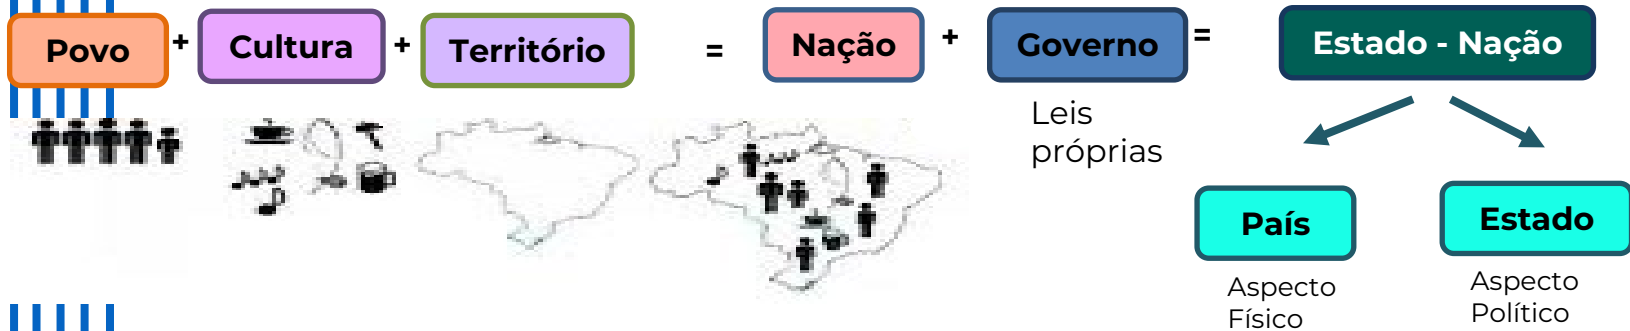 Povo + Cultura + Território = Nação + Governo = Estado - Nação
Leis
próprias
País
Estado
Aspecto
Físico
Aspecto
Político